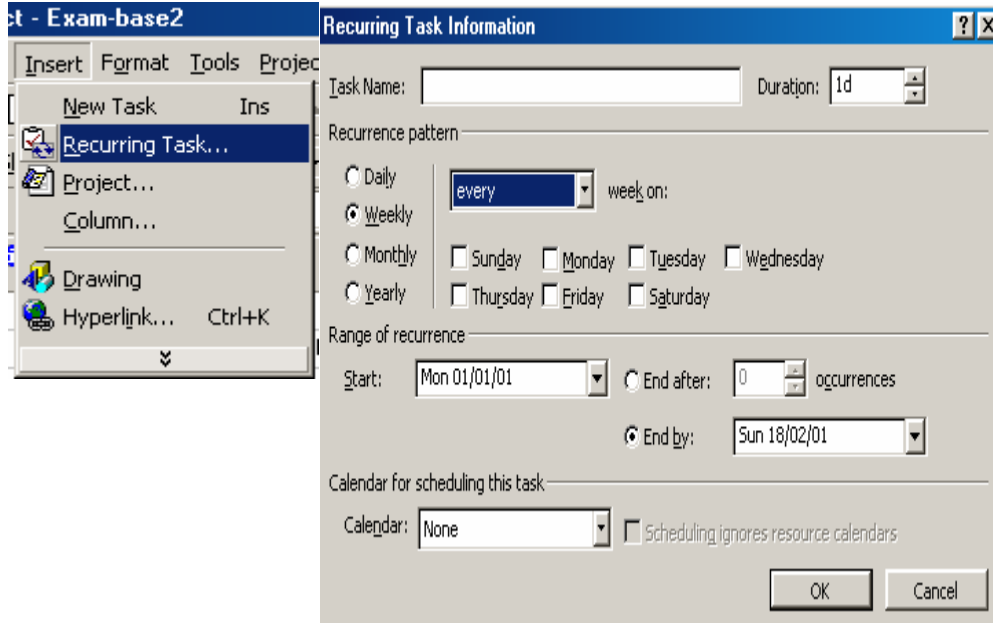 ct - Exam-base2
Insert Format Tools Projec
New Task Ins
Recurring Task...
Project...
Column...
Drawing
Hyperlink... Ctrl+K
Recurring Task Information
Task Name: Duration: 1d
Recurrence pattern
Daily
Weekly
Monthly
Yearly
every week on:
Sunday Monday Tuesday Wednesday
Thursday Friday Saturday
Range of recurrence
Start: Mon 01/01/01 End after: 0 occurrences
End by: Sun 18/02/01
Calendar for scheduling this task
Calendar: None Scheduling ignores resource calendars
OK Cancel